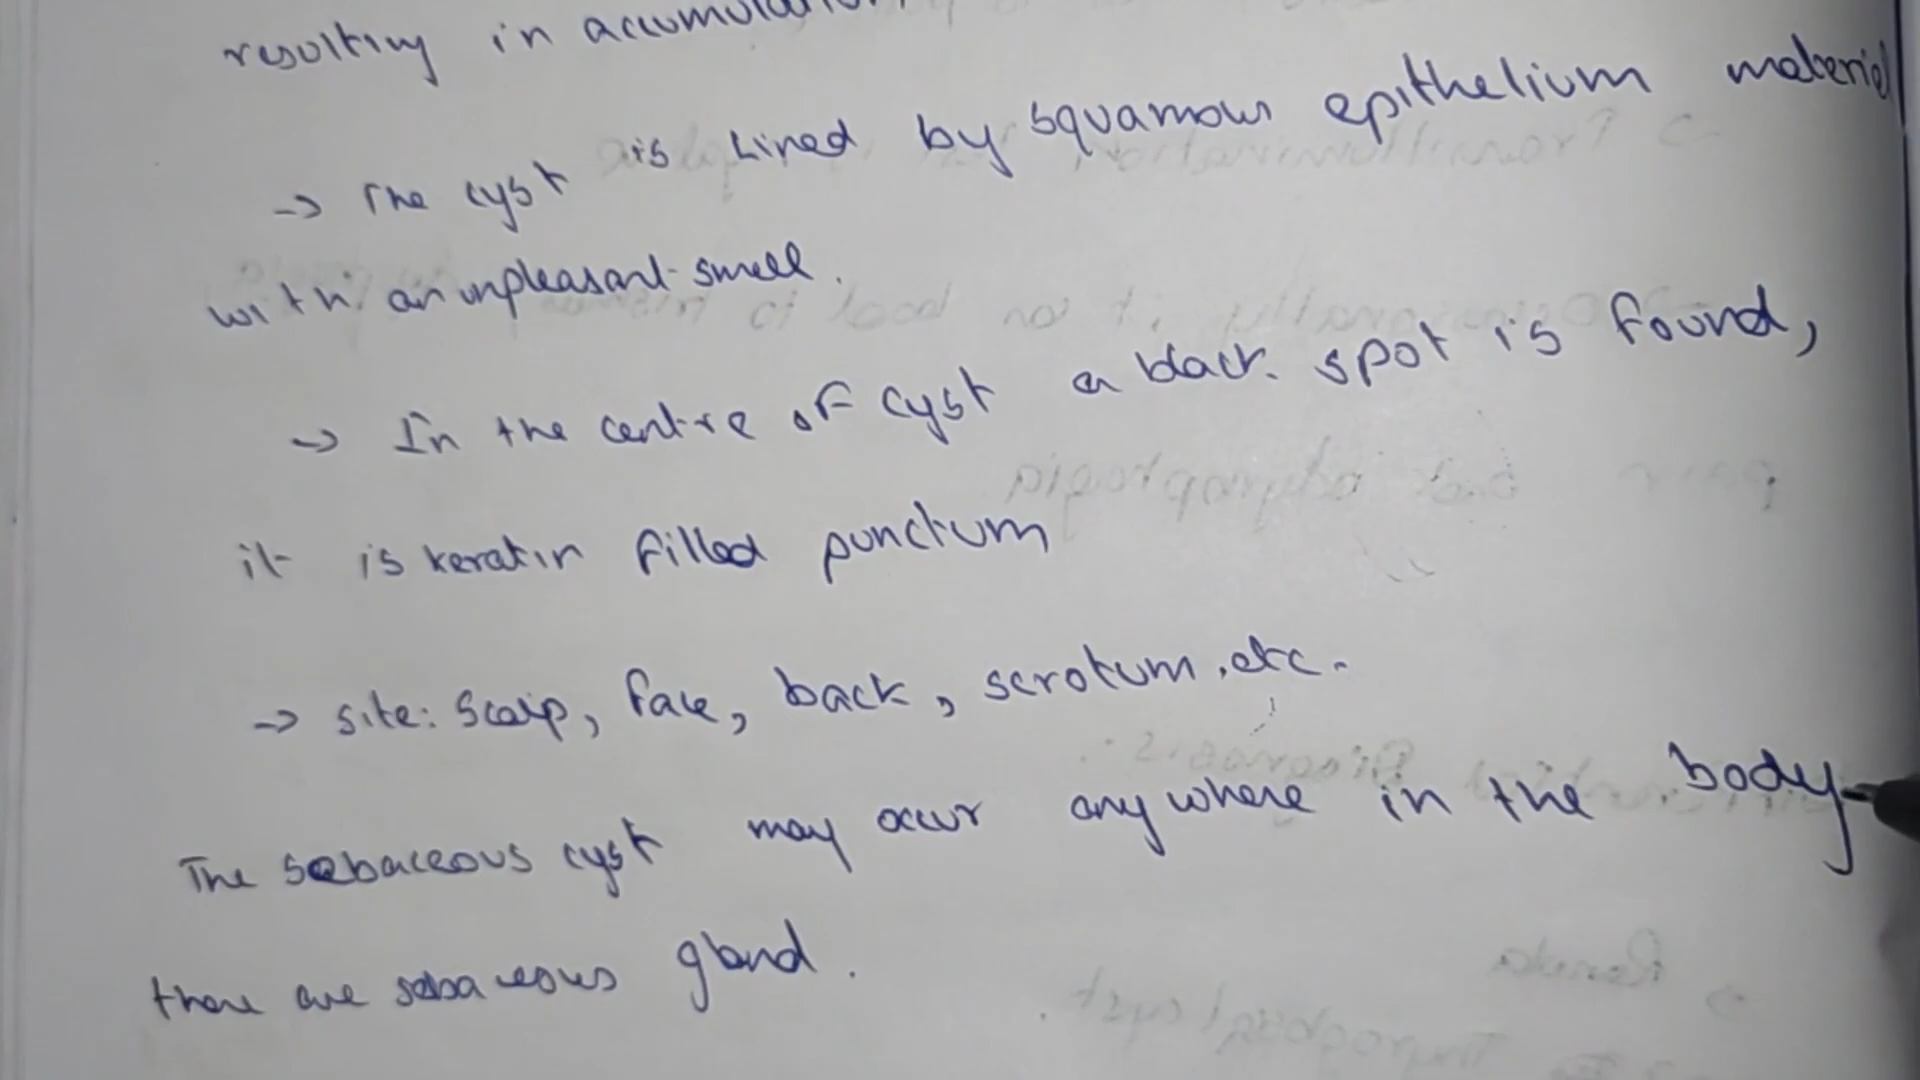 resulting in accumulation
→ The cyst is Lined by squamous epithelium material
with an unpleasant smell.
→ In the centre of cyst a black spot is found,
it is keratin filled punctum
→ site: Scalp, face, back, scrotum, etc.
The sebaceous cyst may occur any where in the body
there are sebaceous gland.